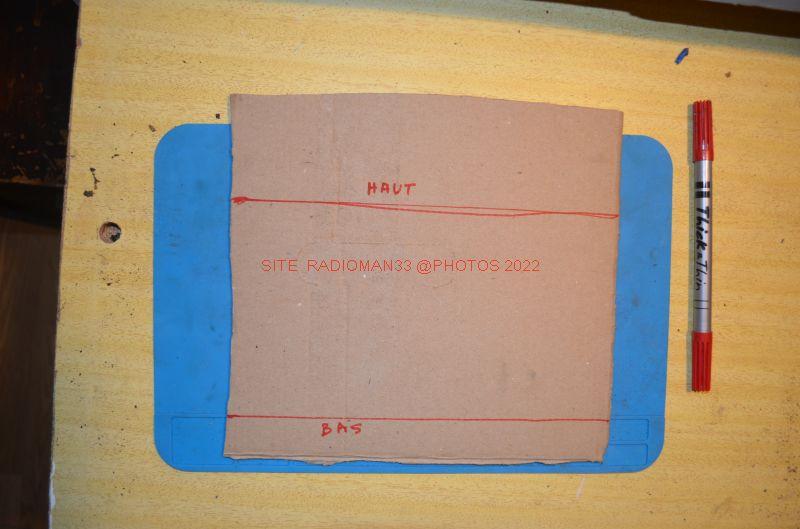 HAUT
SITE RADIOMAN33 @PHOTOS 2022
Thick-Thin
BAS